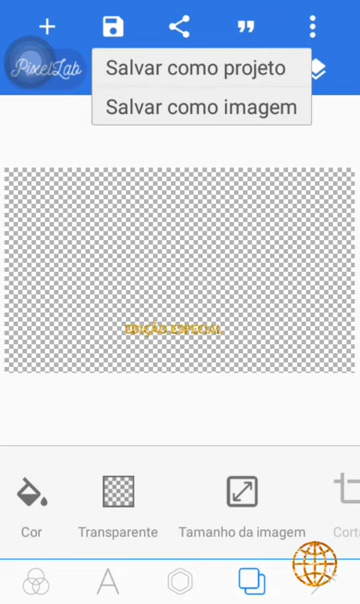 PixelLab
Salvar como projeto
Salvar como imagem
EDIÇÃO ESPECIAL
Cor
Transparente
Tamanho da imagem
Corta